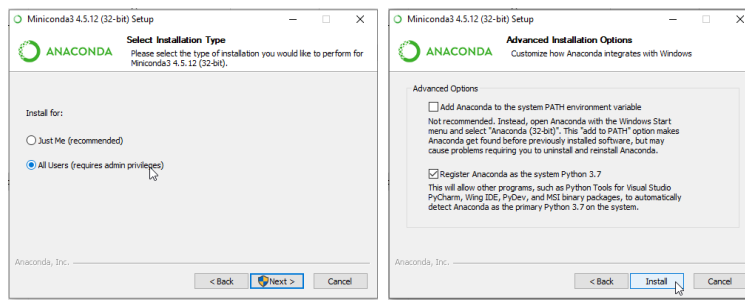 Miniconda3 4.5.12 (32-bit) Setup
ANACONDA
Select Installation Type
Please select the type of installation you would like to perform for
Miniconda3 4.5.12 (32-bit).
Install for:
Just Me (recommended)
All Users (requires admin privileges)
Anaconda, Inc.
< Back
Next >
Cancel
Miniconda3 4.5.12 (32-bit) Setup
ANACONDA
Advanced Installation Options
Customize how Anaconda integrates with Windows
Advanced Options
Add Anaconda to the system PATH environment variable
Not recommended. Instead, open Anaconda with the Windows Start
menu and select "Anaconda (32-bit)". This "add to PATH" option makes
Anaconda get found before previously installed software, but may
cause problems requiring you to uninstall and reinstall Anaconda.
Register Anaconda as the system Python 3.7
This will allow other programs, such as Python Tools for Visual Studio
PyCharm, Wing IDE, PyDev, and MSI binary packages, to automatically
detect Anaconda as the primary Python 3.7 on the system.
Anaconda, Inc.
< Back
Install
Cancel